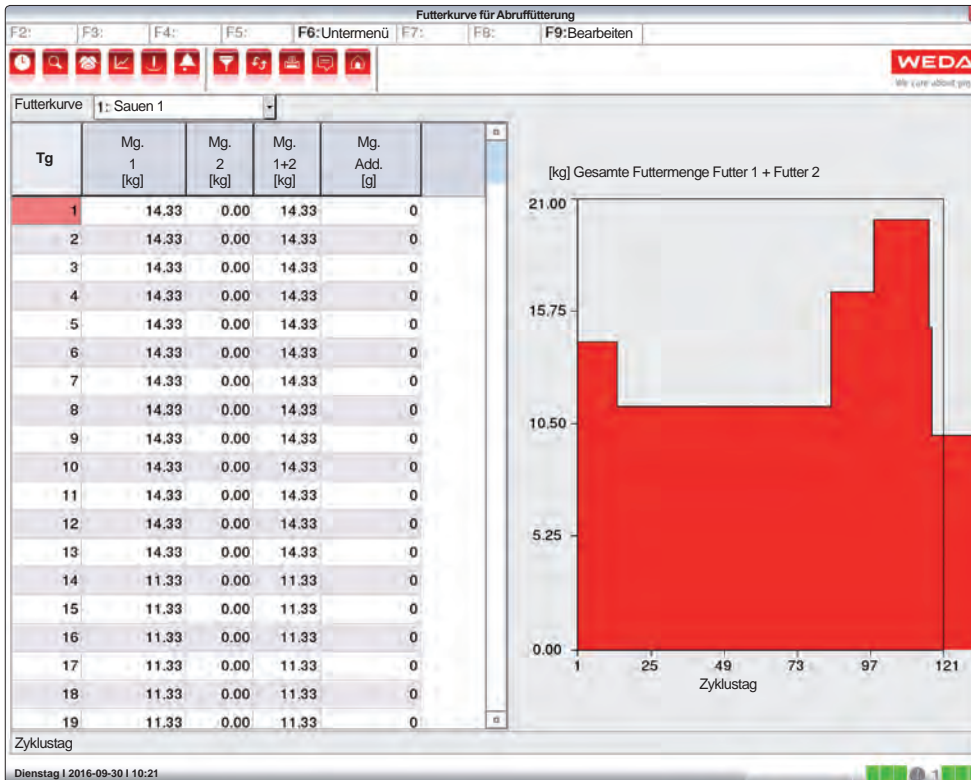 Futterkurve für Abruffütterung
F2: F3: F4: F5: F6:Untermenü F7: F8: F9:Bearbeiten
WEDA
Futterkurve 1: Sauen 1
Tg Mg. 1 [kg] Mg. 2 [kg] Mg. 1+2 [kg] Mg. Add. [g]
1 14.33 0.00 14.33 0
2 14.33 0.00 14.33 0
3 14.33 0.00 14.33 0
4 14.33 0.00 14.33 0
5 14.33 0.00 14.33 0
6 14.33 0.00 14.33 0
7 14.33 0.00 14.33 0
8 14.33 0.00 14.33 0
9 14.33 0.00 14.33 0
10 14.33 0.00 14.33 0
11 14.33 0.00 14.33 0
12 14.33 0.00 14.33 0
13 14.33 0.00 14.33 0
14 11.33 0.00 11.33 0
15 11.33 0.00 11.33 0
16 11.33 0.00 11.33 0
17 11.33 0.00 11.33 0
18 11.33 0.00 11.33 0
19 11.33 0.00 11.33 0
[kg] Gesamte Futtermenge Futter 1 + Futter 2
21.00
15.75
10.50
5.25
0.00
1 25 49 73 97 121
Zyklustag
Zyklustag
Dienstag I 2016-09-30 I 10:21
1